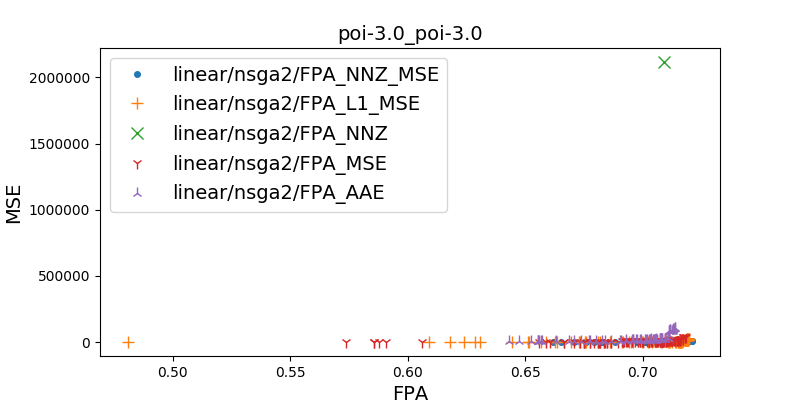 poi-3.0_poi-3.0
linear/nsga2/FPA_NNZ_MSE
linear/nsga2/FPA_L1_MSE
linear/nsga2/FPA_NNZ
linear/nsga2/FPA_MSE
linear/nsga2/FPA_AAE
MSE
2000000
1500000
1000000
500000
0
0.50 0.55 0.60 0.65 0.70
FPA